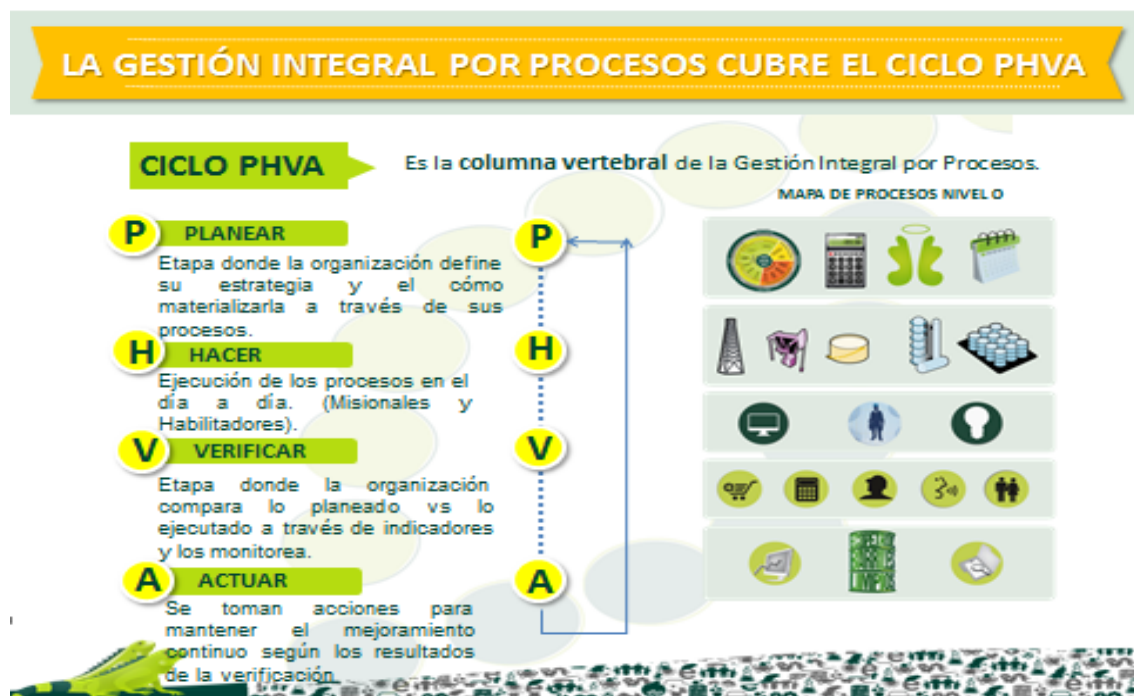 LA GESTIÓN INTEGRAL POR PROCESOS CUBRE EL CICLO PHVA
CICLO PHVA
Es la columna vertebral de la Gestión Integral por Procesos.
MAPA DE PROCESOS NIVEL O
P PLANEAR
Etapa donde la organización define
su estrategia y el cómo
materializarla a través de sus
procesos.
H HACER
Ejecución de los procesos en el
día a día. (Misionales y
Habilitadores).
V VERIFICAR
Etapa donde la organización
compara lo planeado vs lo
ejecutado a través de indicadores
y los monitorea.
A ACTUAR
Se toman acciones para
mantener el mejoramiento
continuo según los resultados
de la verificación
P
H
V
A